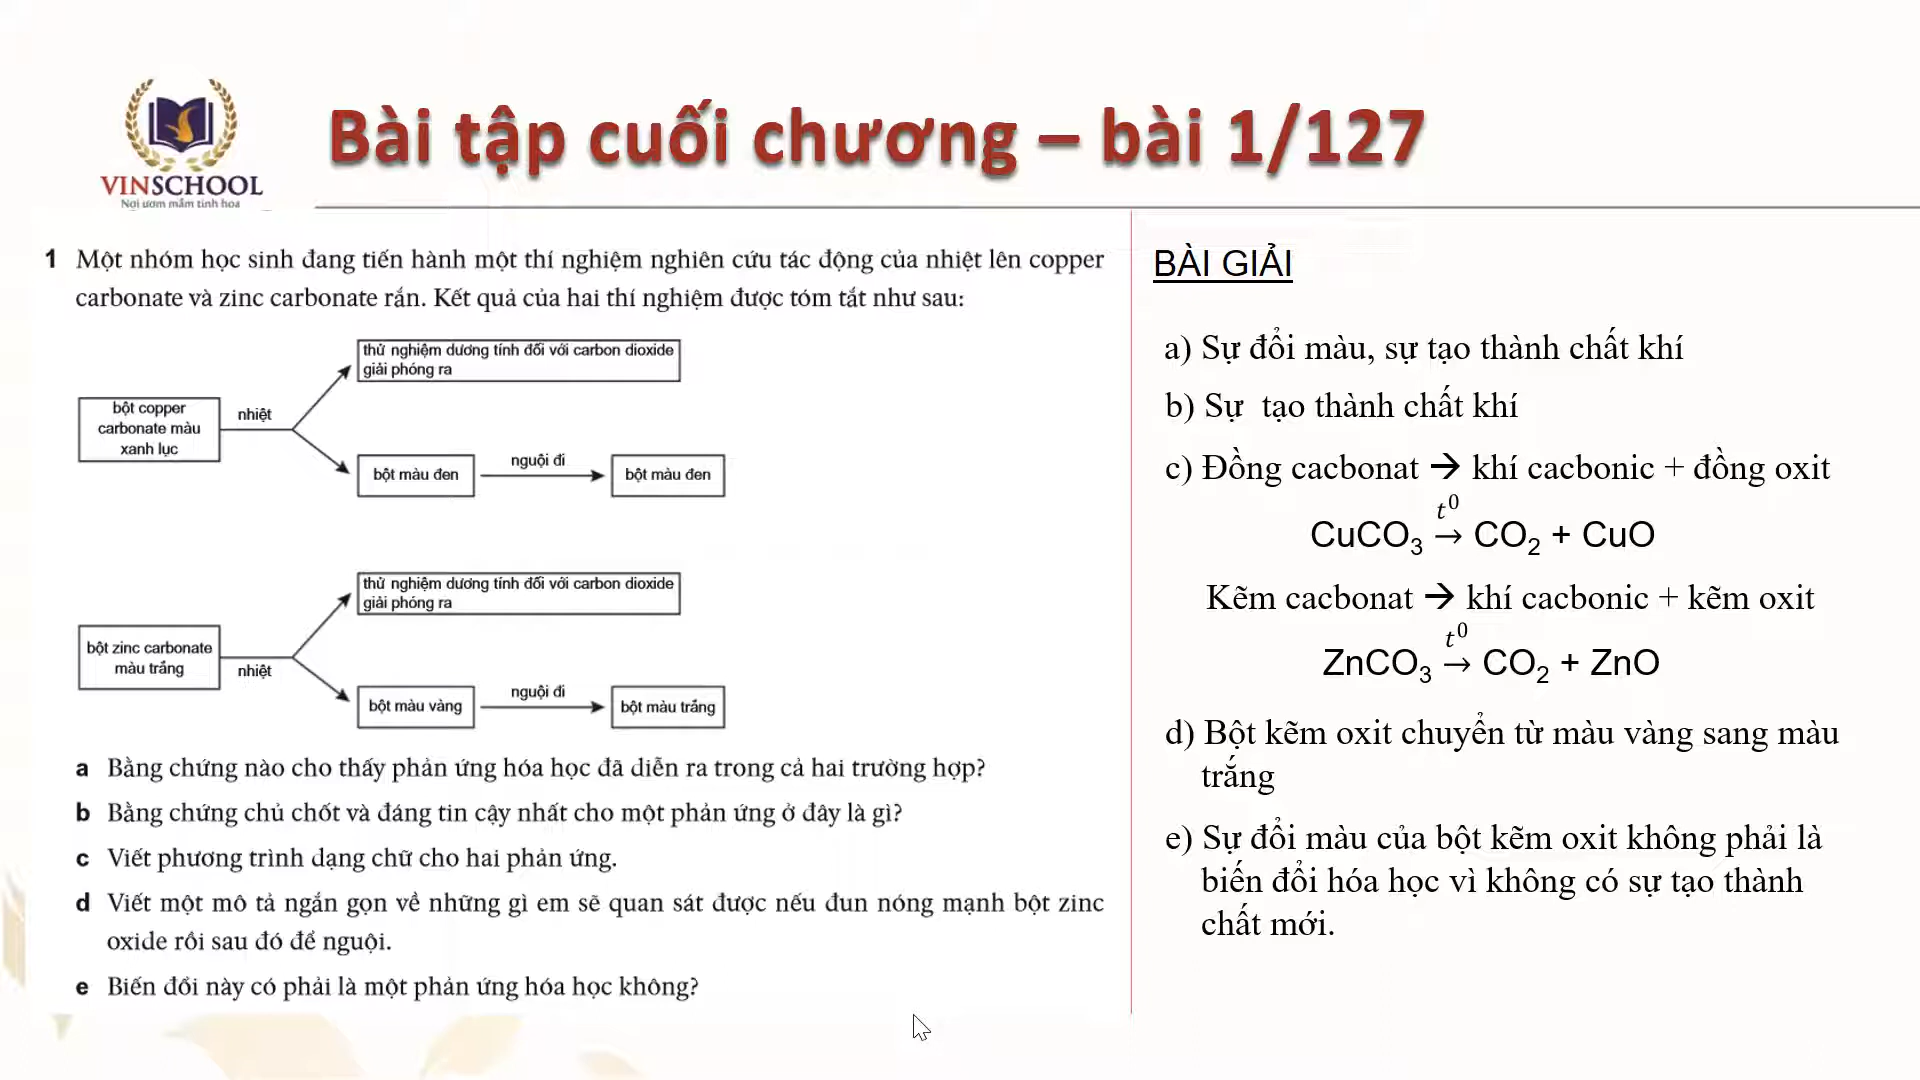 VINSCHOOL
Nơi ươm mầm tinh hoa
Bài tập cuối chương – bài 1/127
1 Một nhóm học sinh đang tiến hành một thí nghiệm nghiên cứu tác động của nhiệt lên copper
carbonate và zinc carbonate rắn. Kết quả của hai thí nghiệm được tóm tắt như sau:
thử nghiệm dương tính đối với carbon dioxide
giải phóng ra
bột copper
carbonate màu
xanh lục
nhiệt
bột màu đen
nguội đi
bột màu đen
thử nghiệm dương tính đối với carbon dioxide
giải phóng ra
bột zinc carbonate
màu trắng
nhiệt
bột màu vàng
nguội đi
bột màu trắng
a Bằng chứng nào cho thấy phản ứng hóa học đã diễn ra trong cả hai trường hợp?
b Bằng chứng chủ chốt và đáng tin cậy nhất cho một phản ứng ở đây là gì?
c Viết phương trình dạng chữ cho hai phản ứng.
d Viết một mô tả ngắn gọn về những gì em sẽ quan sát được nếu đun nóng mạnh bột zinc
oxide rồi sau đó để nguội.
e Biến đổi này có phải là một phản ứng hóa học không?
BÀI GIẢI
a) Sự đổi màu, sự tạo thành chất khí
b) Sự tạo thành chất khí
c) Đồng cacbonat → khí cacbonic + đồng oxit
t⁰
CuCO₃ → CO₂ + CuO
Kẽm cacbonat → khí cacbonic + kẽm oxit
t⁰
ZnCO₃ → CO₂ + ZnO
d) Bột kẽm oxit chuyển từ màu vàng sang màu
trắng
e) Sự đổi màu của bột kẽm oxit không phải là
biến đổi hóa học vì không có sự tạo thành
chất mới.